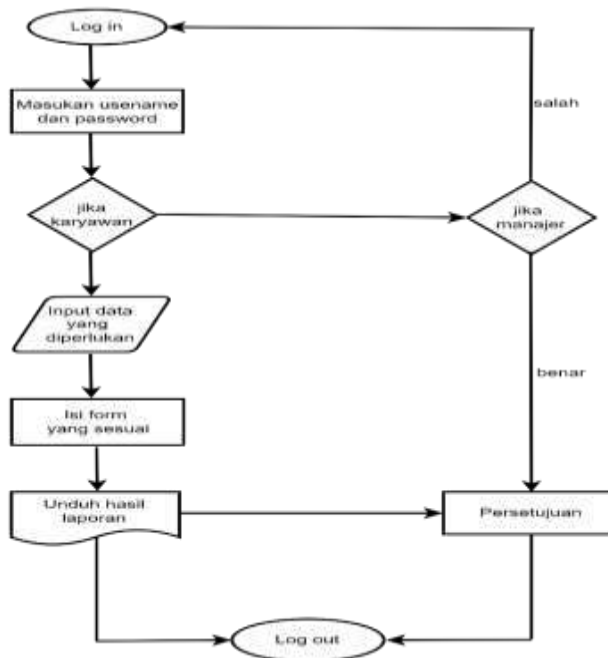 Log in
Masukan usename
dan password
salah
jika
karyawan
jika
manajer
Input data
yang
diperlukan
benar
Isi form
yang sesuai
Unduh hasil
laporan
Persetujuan
Log out